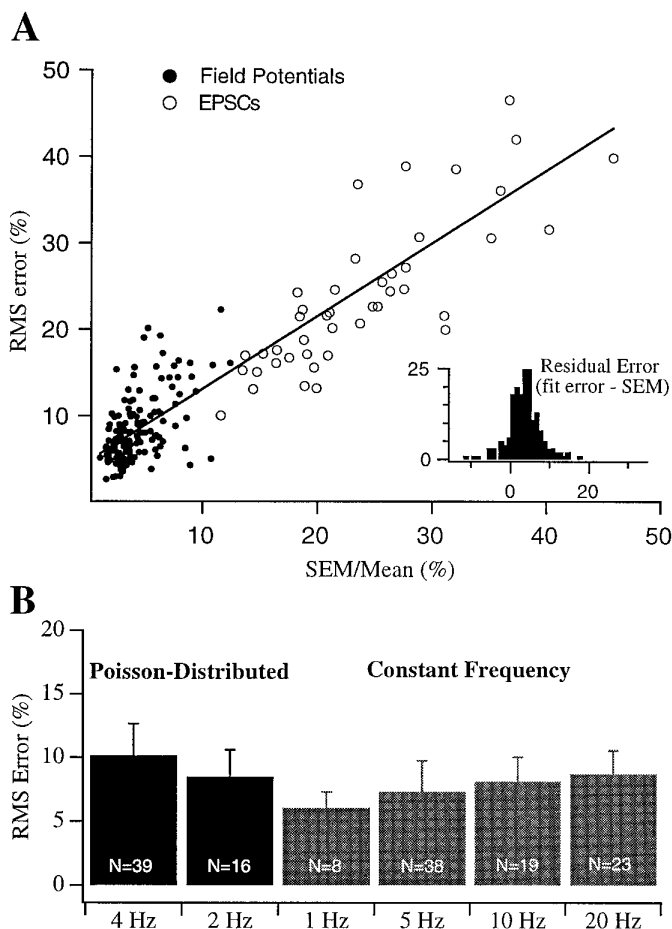 A
50
40
30
20
10
RMS error (%)
Field Potentials
EPSCs
25
0
Residual Error
(fit error - SEM)
0 20
10 20 30 40 50
SEM/Mean (%)
B
20
15
10
5
0
RMS Error (%)
Poisson-Distributed Constant Frequency
N=39 N=16 N=8 N=38 N=19 N=23
4 Hz 2 Hz 1 Hz 5 Hz 10 Hz 20 Hz